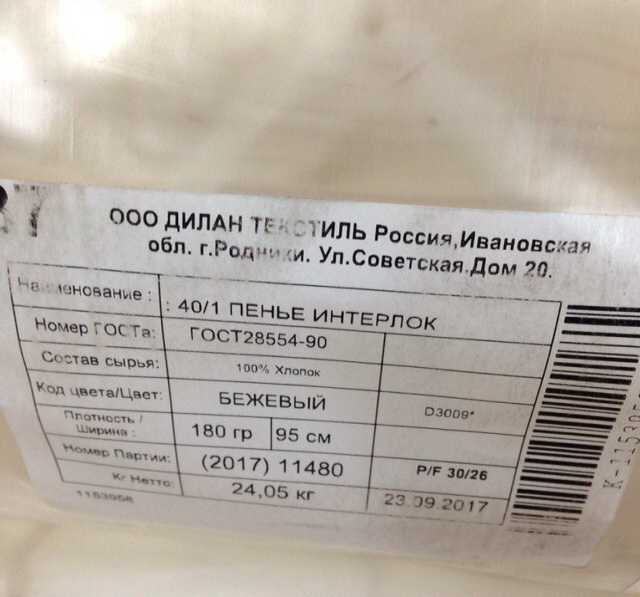 ООО ДИЛАН ТЕКСТИЛЬ Россия,Ивановская
обл. г.Родники. Ул.Советская.Дом 20.
Наименование : : 40/1 ПЕНЬЕ ИНТЕРЛОК
Номер ГОСТа: ГОСТ28554-90
Состав сырья: 100% Хлопок
Код цвета/Цвет: БЕЖЕВЫЙ D3009*
Плотность /
Ширина : 180 гр 95 см
Номер Партии: (2017) 11480 P/F 30/26
Кг Нетто: 24,05 кг 23.09.2017